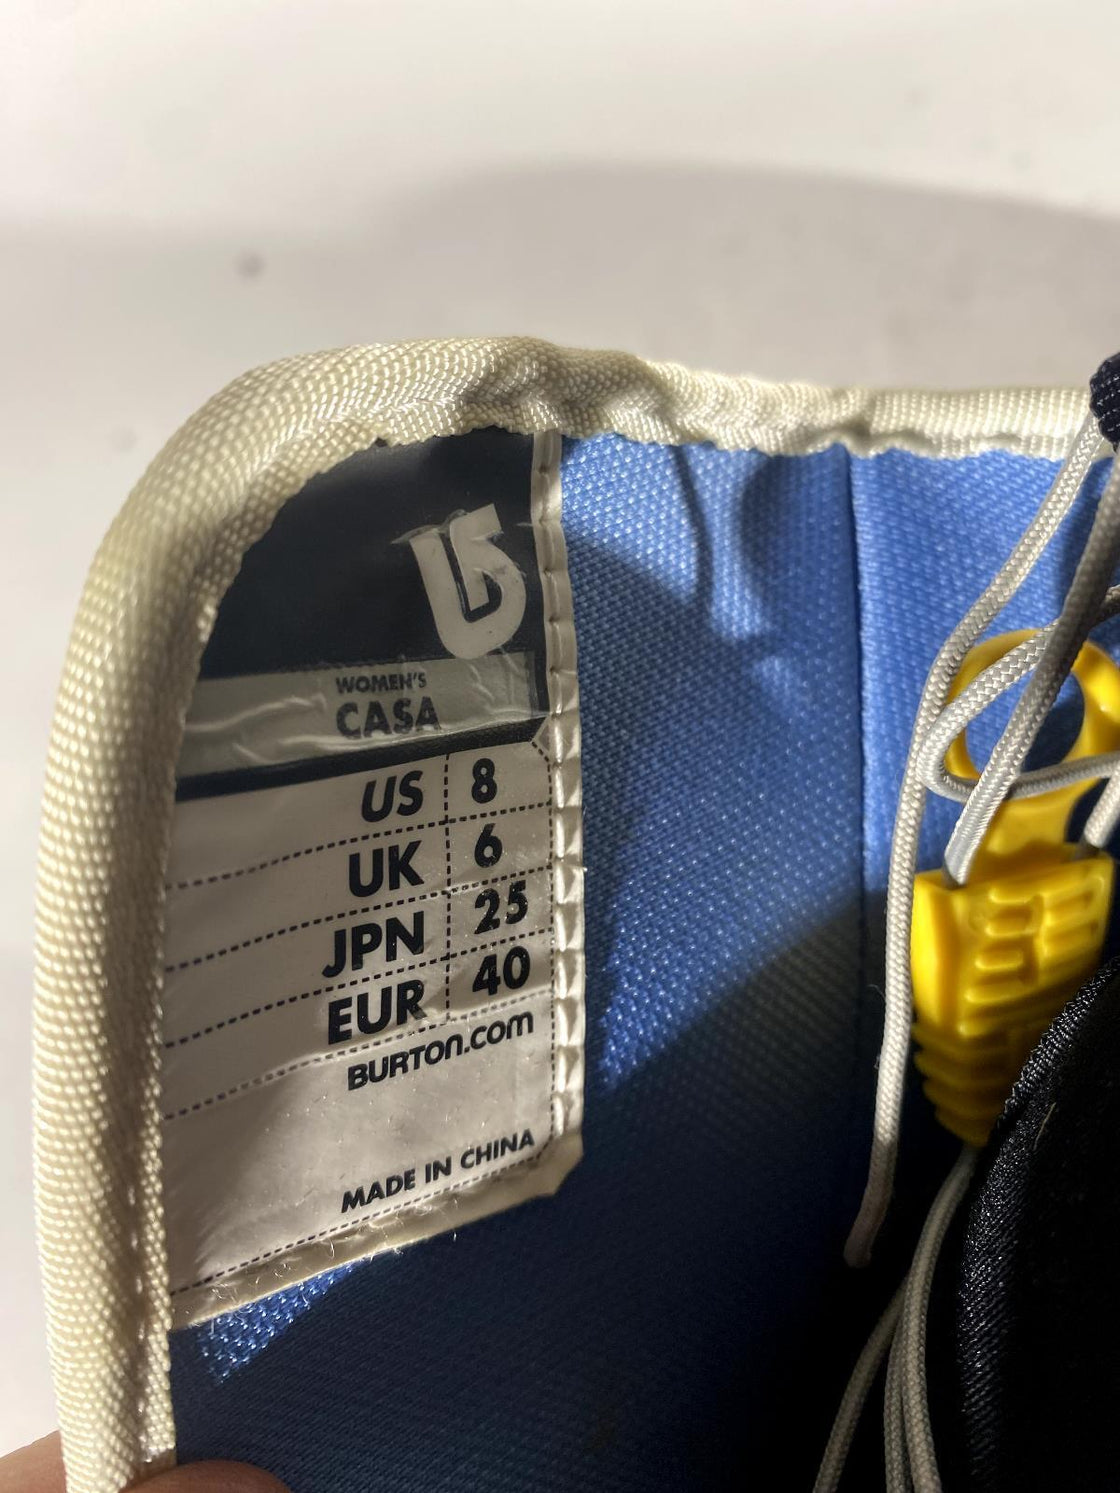 WOMEN'S
CASA
US 8
UK 6
JPN 25
EUR 40
BURTON.com
MADE IN CHINA